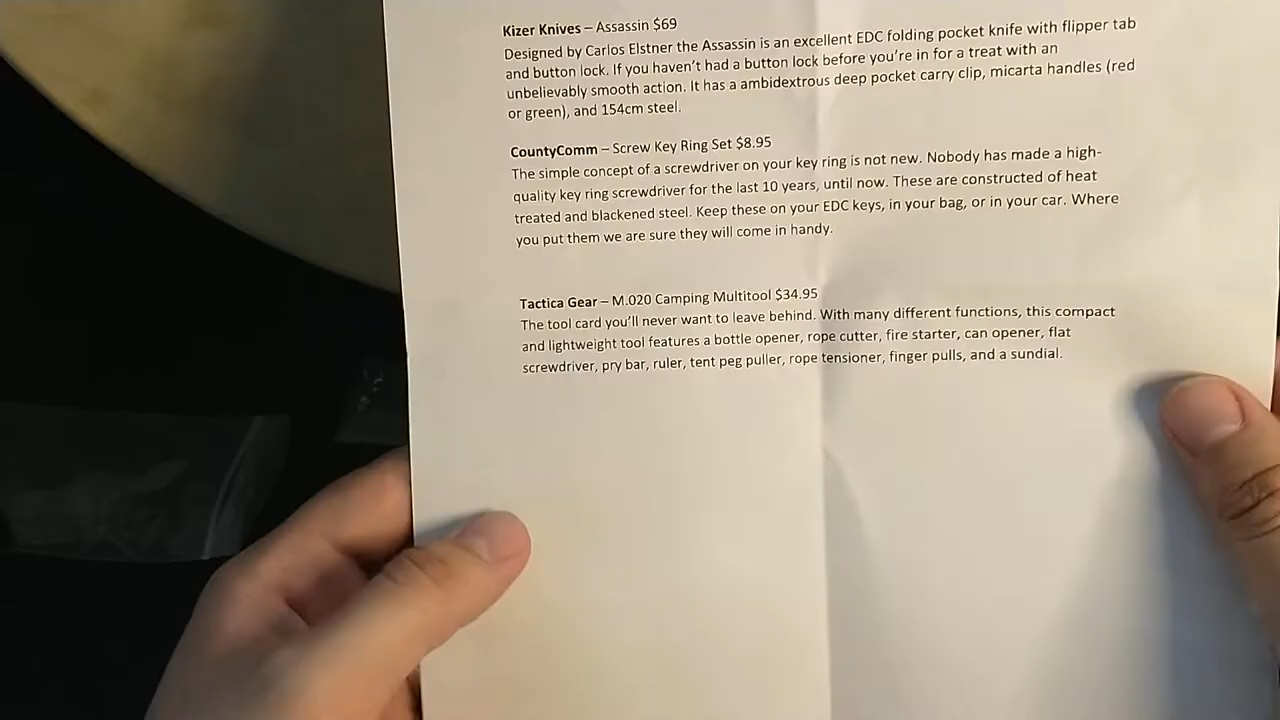 Kizer Knives – Assassin $69
Designed by Carlos Elstner the Assassin is an excellent EDC folding pocket knife with flipper tab
and button lock. If you haven't had a button lock before you're in for a treat with an
unbelievably smooth action. It has a ambidextrous deep pocket carry clip, micarta handles (red
or green), and 154cm steel.
CountyComm – Screw Key Ring Set $8.95
The simple concept of a screwdriver on your key ring is not new. Nobody has made a high-
quality key ring screwdriver for the last 10 years, until now. These are constructed of heat
treated and blackened steel. Keep these on your EDC keys, in your bag, or in your car. Where
you put them we are sure they will come in handy.
Tactica Gear – M.020 Camping Multitool $34.95
The tool card you'll never want to leave behind. With many different functions, this compact
and lightweight tool features a bottle opener, rope cutter, fire starter, can opener, flat
screwdriver, pry bar, ruler, tent peg puller, rope tensioner, finger pulls, and a sundial.